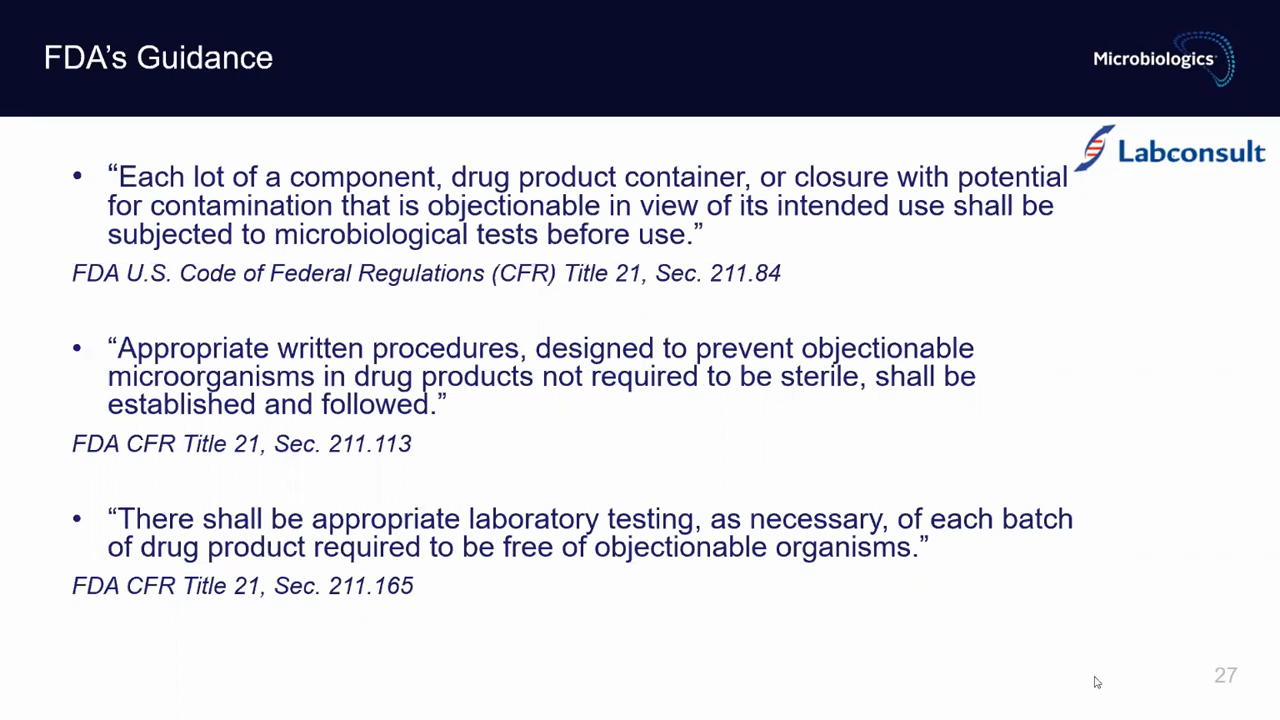 FDA's Guidance
Microbiologics
Labconsult
• “Each lot of a component, drug product container, or closure with potential
for contamination that is objectionable in view of its intended use shall be
subjected to microbiological tests before use.”
FDA U.S. Code of Federal Regulations (CFR) Title 21, Sec. 211.84
• “Appropriate written procedures, designed to prevent objectionable
microorganisms in drug products not required to be sterile, shall be
established and followed.”
FDA CFR Title 21, Sec. 211.113
• “There shall be appropriate laboratory testing, as necessary, of each batch
of drug product required to be free of objectionable organisms.”
FDA CFR Title 21, Sec. 211.165
27